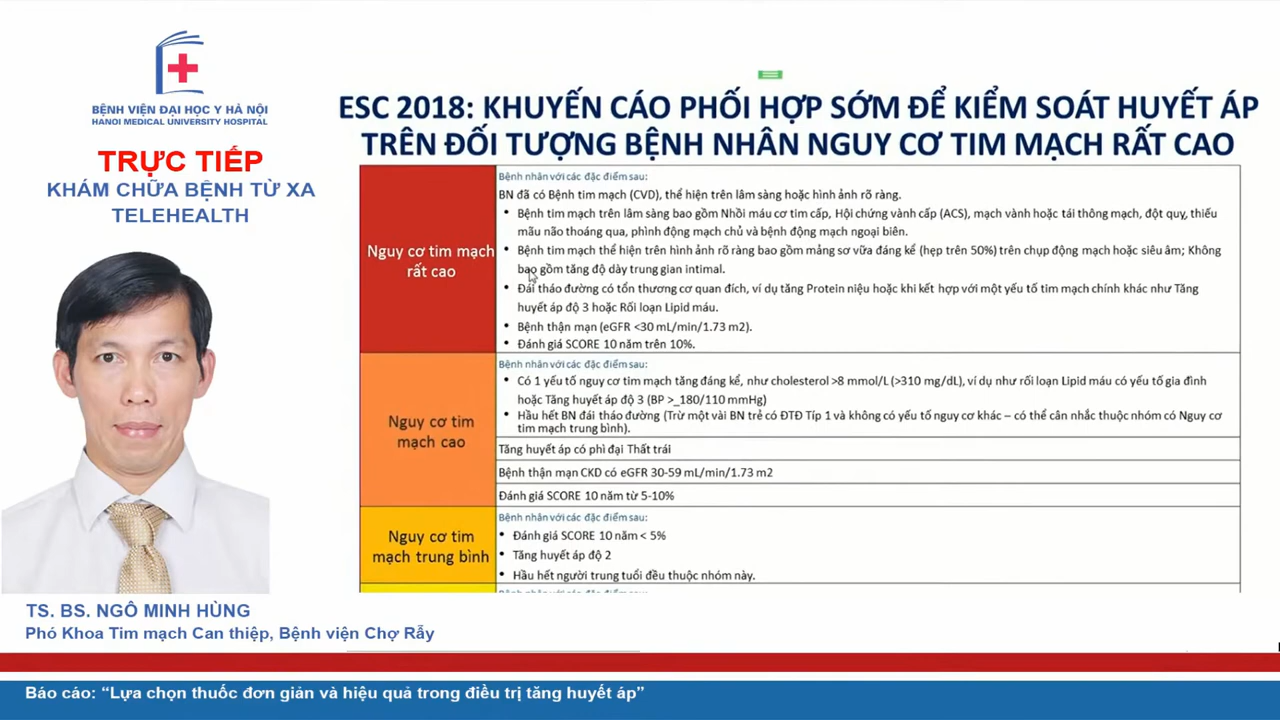 BỆNH VIỆN ĐẠI HỌC Y HÀ NỘI
HANOI MEDICAL UNIVERSITY HOSPITAL
TRỰC TIẾP
KHÁM CHỮA BỆNH TỪ XA
TELEHEALTH
ESC 2018: KHUYẾN CÁO PHỐI HỢP SỚM ĐỂ KIỂM SOÁT HUYẾT ÁP
TRÊN ĐỐI TƯỢNG BỆNH NHÂN NGUY CƠ TIM MẠCH RẤT CAO
Nguy cơ tim mạch
rất cao
Bệnh nhân với các đặc điểm sau:
BN đã có Bệnh tim mạch (CVD), thể hiện trên lâm sàng hoặc hình ảnh rõ ràng.
• Bệnh tim mạch trên lâm sàng bao gồm Nhồi máu cơ tim cấp, Hội chứng vành cấp (ACS), mạch vành hoặc tái thông mạch, đột quỵ, thiếu
mãu não thoáng qua, phình động mạch chủ và bệnh động mạch ngoại biên.
• Bệnh tim mạch thể hiện trên hình ảnh rõ ràng bao gồm mảng sơ vữa đáng kể (hẹp trên 50%) trên chụp động mạch hoặc siêu âm; Không
bao gồm tăng độ dày trung gian intimal.
• Đái tháo đường có tổn thương cơ quan đích, ví dụ tăng Protein niệu hoặc khi kết hợp với một yếu tố tim mạch chính khác như Tăng
huyết áp độ 3 hoặc Rối loạn Lipid máu.
• Bệnh thận mạn (eGFR <30 mL/min/1.73 m2).
• Đánh giá SCORE 10 năm trên 10%.
Nguy cơ tim
mạch cao
Bệnh nhân với các đặc điểm sau:
• Có 1 yếu tố nguy cơ tim mạch tăng đáng kể, như cholesterol >8 mmol/L (>310 mg/dL), ví dụ như rối loạn Lipid máu có yếu tố gia đình
hoặc Tăng huyết áp độ 3 (BP >_180/110 mmHg)
• Hầu hết BN đái tháo đường (Trừ một vài BN trẻ có ĐTĐ Típ 1 và không có yếu tố nguy cơ khác – có thể cân nhắc thuộc nhóm có Nguy cơ
tim mạch trung bình).
Tăng huyết áp có phì đại Thất trái
Bệnh thận mạn CKD có eGFR 30-59 mL/min/1.73 m2
Đánh giá SCORE 10 năm từ 5-10%
Nguy cơ tim
mạch trung bình
Bệnh nhân với các đặc điểm sau:
• Đánh giá SCORE 10 năm < 5%
• Tăng huyết áp độ 2
• Hầu hết người trung tuổi đều thuộc nhóm này.
TS. BS. NGÔ MINH HÙNG
Phó Khoa Tim mạch Can thiệp, Bệnh viện Chợ Rẫy
Báo cáo: “Lựa chọn thuốc đơn giản và hiệu quả trong điều trị tăng huyết áp”